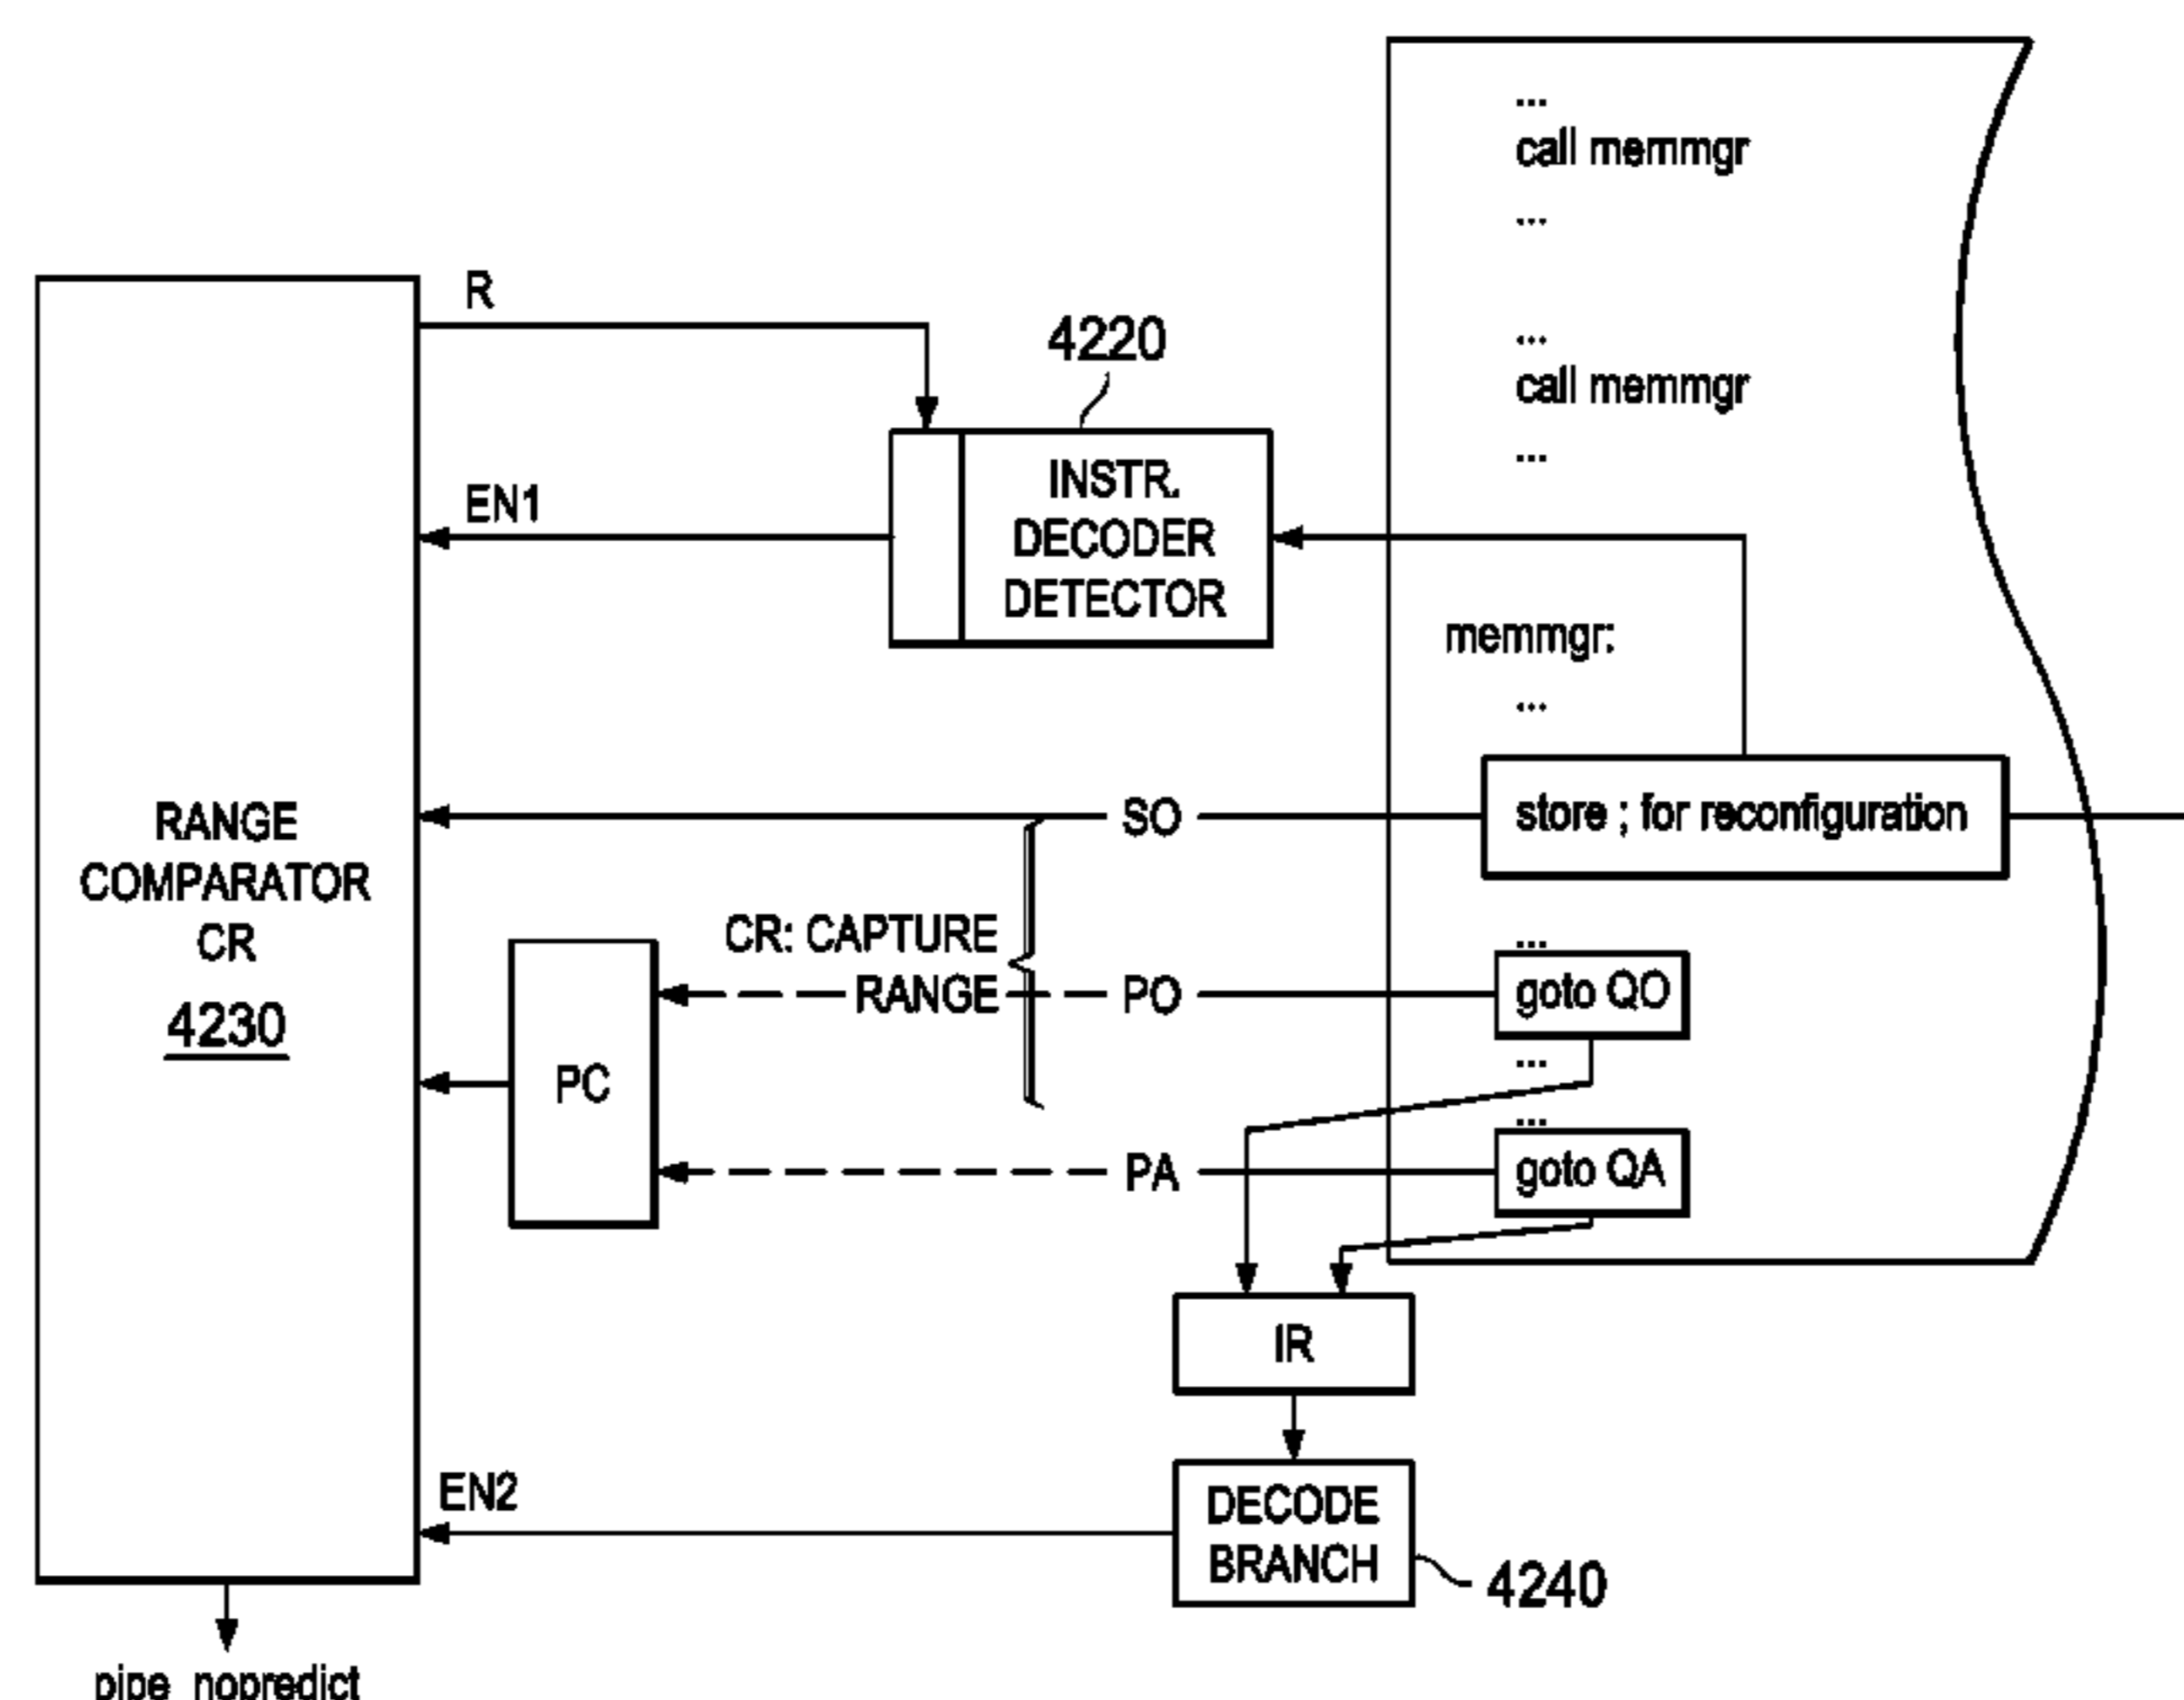 ...
call memmgr
...
...
call memmgr
...
memmgr:
...
store ; for reconfiguration
...
goto QO
...
...
goto QA
R
4220
INSTR.
DECODER
DETECTOR
EN1
RANGE
COMPARATOR
CR
4230
SO
CR: CAPTURE
RANGE
PO
PC
PA
IR
DECODE
BRANCH
4240
EN2
pipe_nopredict